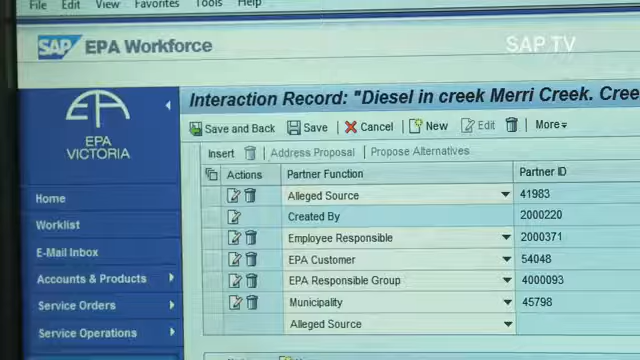 File Edit View Favorites Tools Help
SAP EPA Workforce
SAP TV
Interaction Record: "Diesel in creek Merri Creek. Cree
EPA
VICTORIA
Save and Back Save Cancel New Edit More
Insert Address Proposal Propose Alternatives
Actions Partner Function Partner ID
Alleged Source 41983
Created By 2000220
Employee Responsible 2000371
EPA Customer 54048
EPA Responsible Group 4000093
Municipality 45798
Alleged Source
Home
Worklist
E-Mail Inbox
Accounts & Products
Service Orders
Service Operations